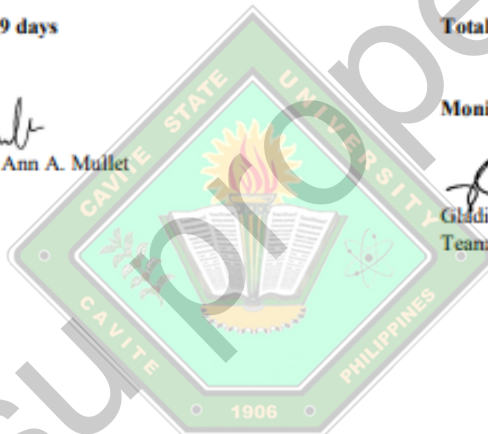 9 days
Total
Moni
Ann A. Mullet
Gladi
Team
CAVITE STATE UNIVERSITY
CAVITE
PHILIPPINES
1906